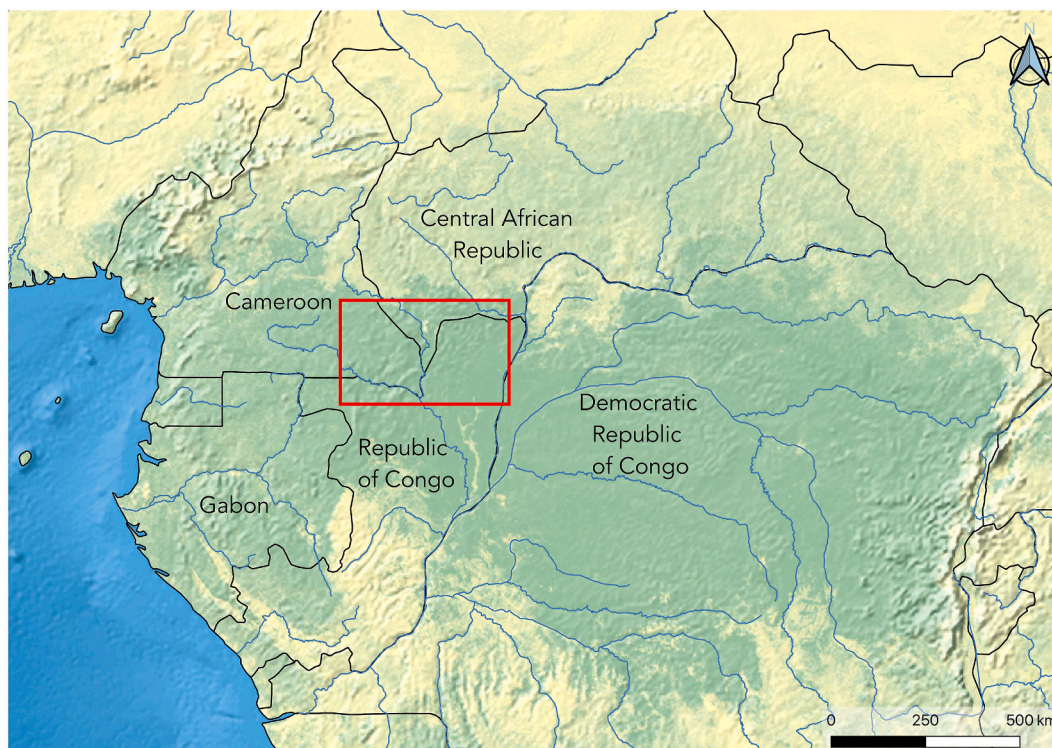 N
Central African
Republic
Cameroon
Democratic
Republic
of Congo
Republic
of Congo
Gabon
0 250 500 km